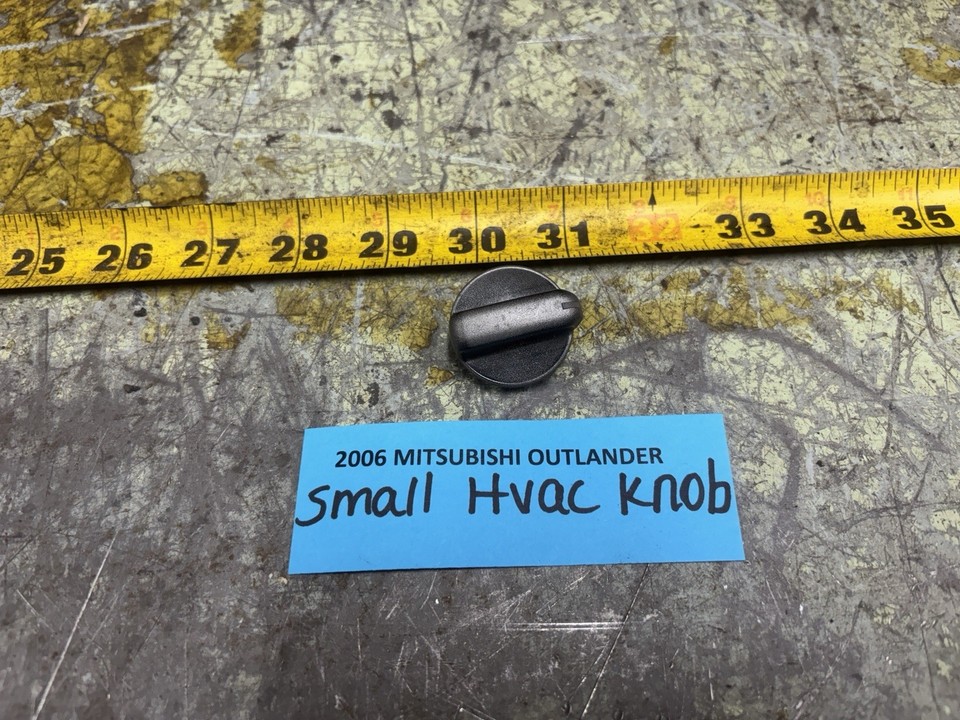 25 26 27 28 29 30 31 32 33 34 35
2006 MITSUBISHI OUTLANDER
small Hvac Knob